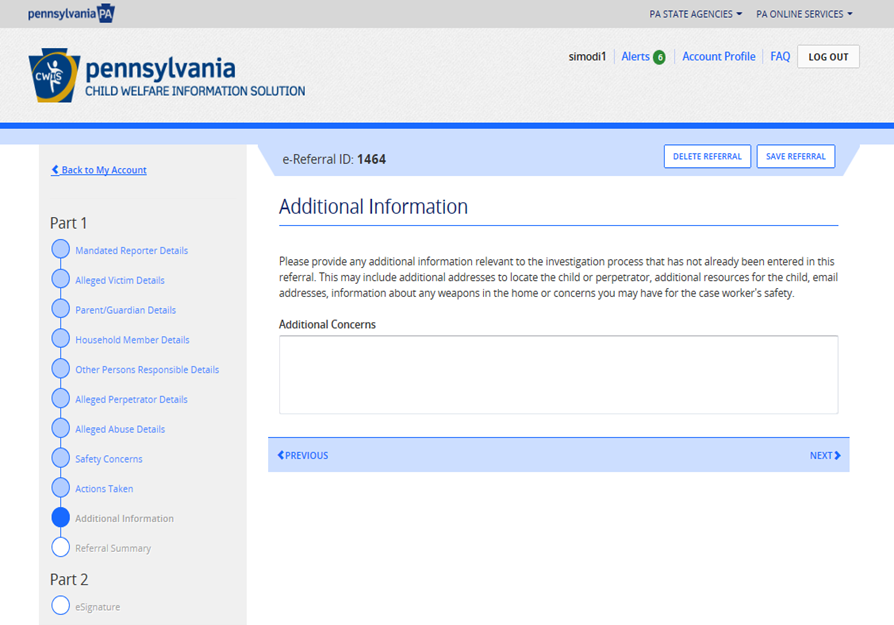 pennsylvania PA
PA STATE AGENCIES PA ONLINE SERVICES
CWIS
pennsylvania
CHILD WELFARE INFORMATION SOLUTION
simodi1 Alerts 6 Account Profile FAQ LOG OUT
Back to My Account
e-Referral ID: 1464
DELETE REFERRAL SAVE REFERRAL
Part 1
Mandated Reporter Details
Alleged Victim Details
Parent/Guardian Details
Household Member Details
Other Persons Responsible Details
Alleged Perpetrator Details
Alleged Abuse Details
Safety Concerns
Actions Taken
Additional Information
Referral Summary
Part 2
eSignature
Additional Information
Please provide any additional information relevant to the investigation process that has not already been entered in this
referral. This may include additional addresses to locate the child or perpetrator, additional resources for the child, email
addresses, information about any weapons in the home or concerns you may have for the case worker's safety.
Additional Concerns
PREVIOUS
NEXT